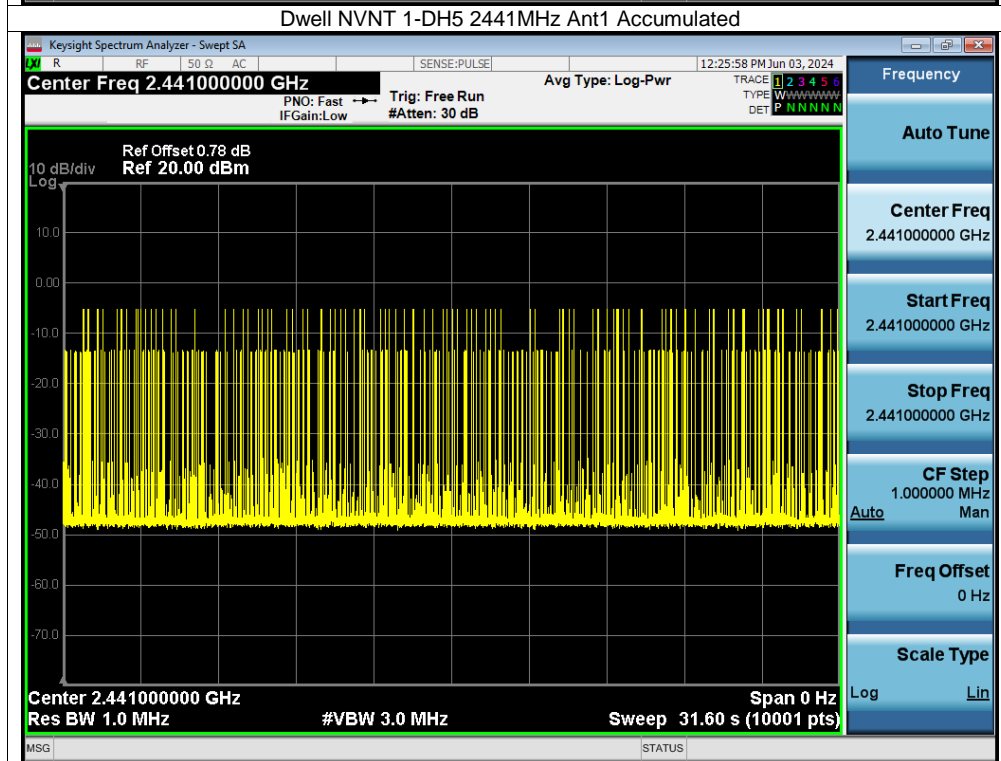 Dwell NVNT 1-DH5 2441MHz Ant1 Accumulated
Keysight Spectrum Analyzer - Swept SA
LXI R RF 50 Ω AC SENSE:PULSE 12:25:58 PM Jun 03, 2024
Center Freq 2.441000000 GHz Avg Type: Log-Pwr TRACE 1 2 3 4 5 6
PNO: Fast Trig: Free Run TYPE WWWWWW
IFGain:Low #Atten: 30 dB DET P NNNNN
Ref Offset 0.78 dB
10 dB/div Ref 20.00 dBm
Log
10.0
0.00
-10.0
-20.0
-30.0
-40.0
-50.0
-60.0
-70.0
Center 2.441000000 GHz Span 0 Hz
Res BW 1.0 MHz #VBW 3.0 MHz Sweep 31.60 s (10001 pts)
MSG STATUS
Frequency
Auto Tune
Center Freq
2.441000000 GHz
Start Freq
2.441000000 GHz
Stop Freq
2.441000000 GHz
CF Step
1.000000 MHz
Auto Man
Freq Offset
0 Hz
Scale Type
Log Lin